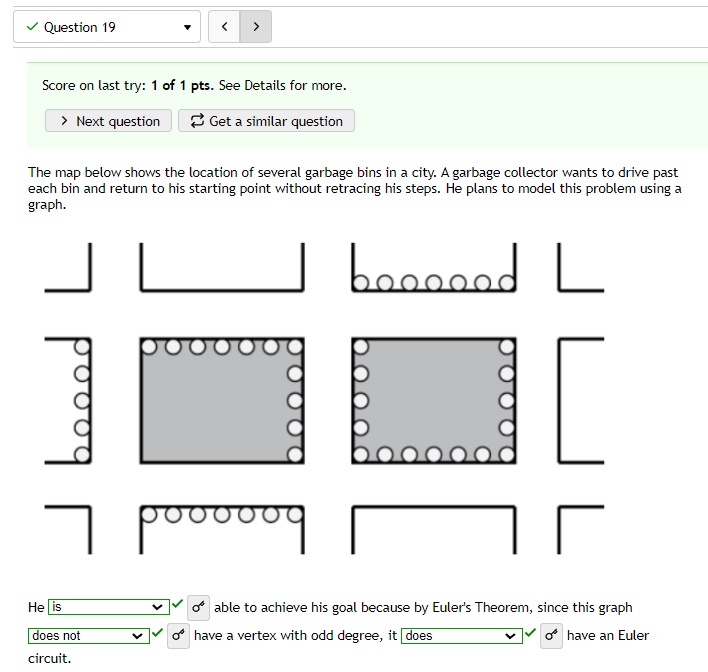 Question 19
Score on last try: 1 of 1 pts. See Details for more.
Next question
Get a similar question
The map below shows the location of several garbage bins in a city. A garbage collector wants to drive past
each bin and return to his starting point without retracing his steps. He plans to model this problem using a
graph.
He is able to achieve his goal because by Euler's Theorem, since this graph
does not have a vertex with odd degree, it does have an Euler
circuit.